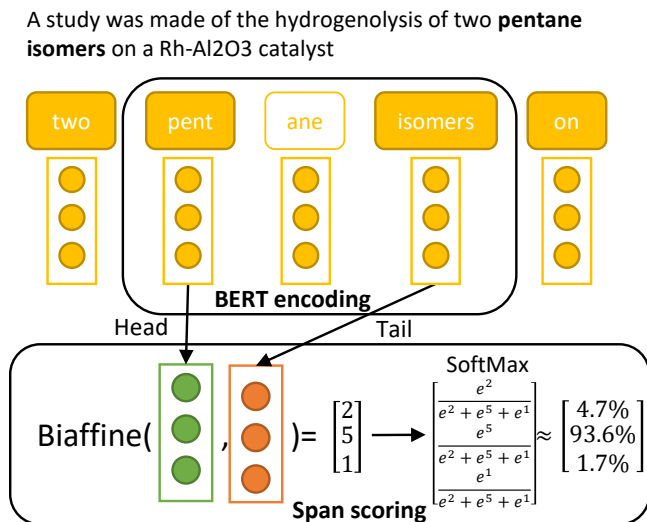 A study was made of the hydrogenolysis of two pentane
isomers on a Rh-Al2O3 catalyst
two pent ane isomers on
BERT encoding
Head Tail
SoftMax
Biaffine( , )= [2 5 1] [e^2/(e^2 + e^5 + e^1) e^5/(e^2 + e^5 + e^1) e^1/(e^2 + e^5 + e^1)] ≈ [4.7% 93.6% 1.7%]
Span scoring